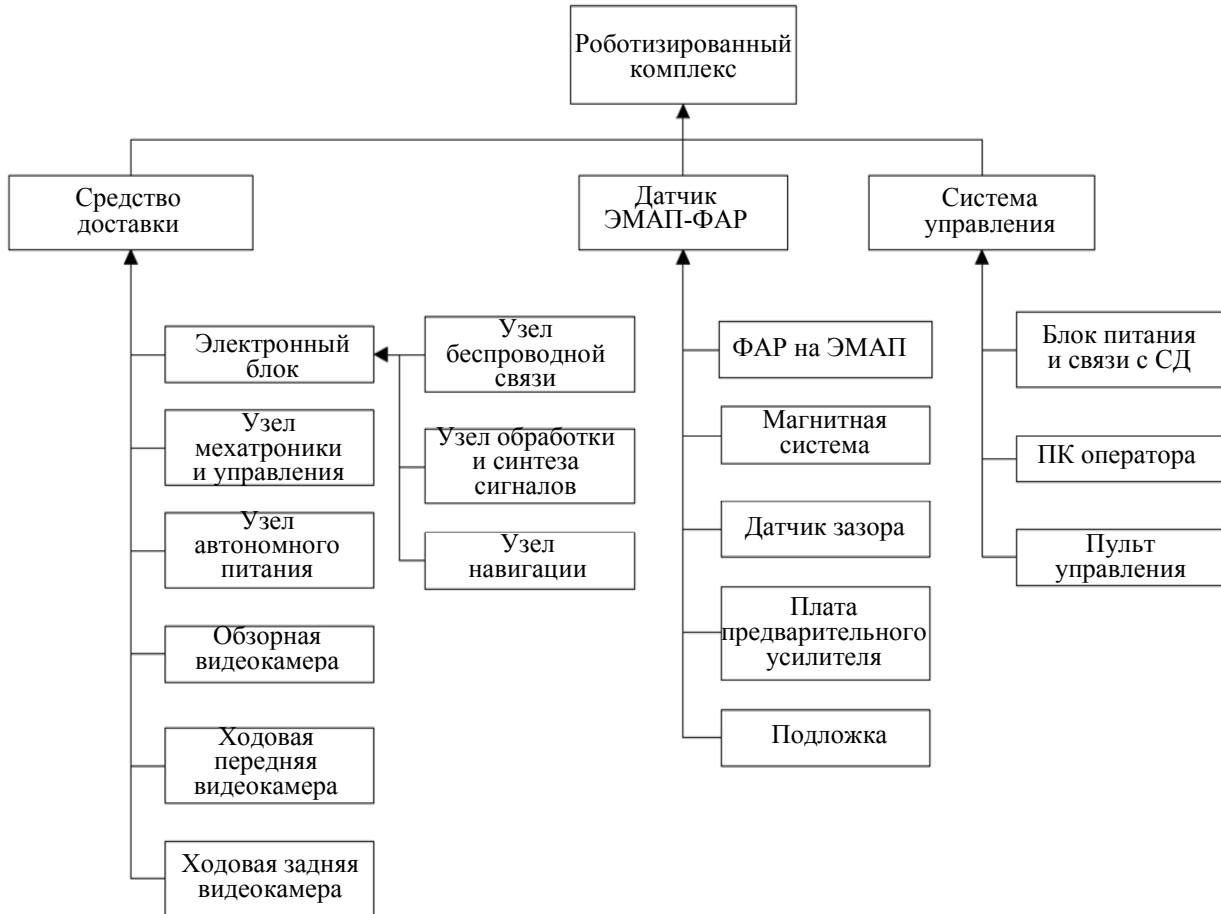 Роботизированный
комплекс
Средство
доставки
Датчик
ЭМАП-ФАР
Система
управления
Электронный
блок
Узел
мехатроники
и управления
Узел
автономного
питания
Обзорная
видеокамера
Ходовая
передняя
видеокамера
Ходовая задняя
видеокамера
Узел
беспроводной
связи
Узел обработки
и синтеза
сигналов
Узел
навигации
ФАР на ЭМАП
Магнитная
система
Датчик зазора
Плата
предварительного
усилителя
Подложка
Блок питания
и связи с СД
ПК оператора
Пульт
управления